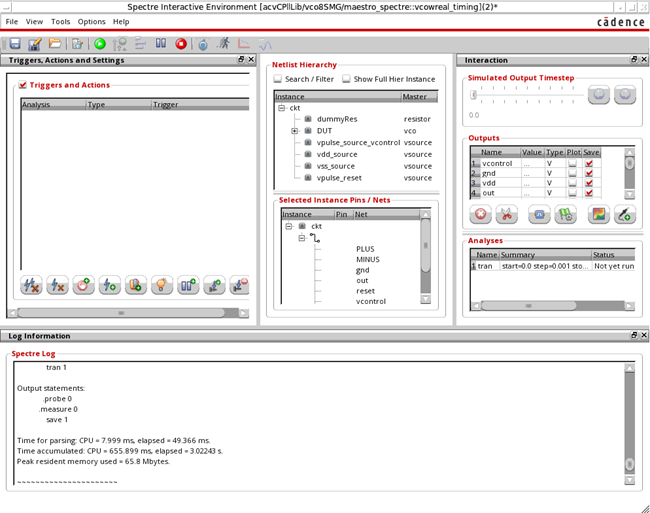 Spectre Interactive Environment [acvCPllLib/vco8SMG/maestro_spectre::vcowreal_timing](2)*
File View Tools Options Help
cādence
Triggers, Actions and Settings
Triggers and Actions
Analysis Type Trigger
Netlist Hierarchy
Search / Filter Show Full Hier Instance
Instance Master
ckt
dummyRes resistor
DUT vco
vpulse_source_vcontrol vsource
vdd_source vsource
vss_source vsource
vpulse_reset vsource
Selected Instance Pins / Nets
Instance Pin Net
ckt
PLUS
MINUS
gnd
out
reset
vcontrol
Interaction
Simulated Output Timestep
0.0
Outputs
Name Value Type Plot Save
1 vcontrol ... V
2 gnd ... V
3 vdd ... V
4 out ... V
Analyses
Name Summary Status
1 tran start=0.0 step=0.001 sto... Not yet run
Log Information
Spectre Log
tran 1
Output statements:
.probe 0
.measure 0
save 1
Time for parsing: CPU = 7.999 ms, elapsed = 49.366 ms.
Time accumulated: CPU = 655.899 ms, elapsed = 3.02243 s.
Peak resident memory used = 65.8 Mbytes.
~~~~~~~~~~~~~~~~~~~~~~